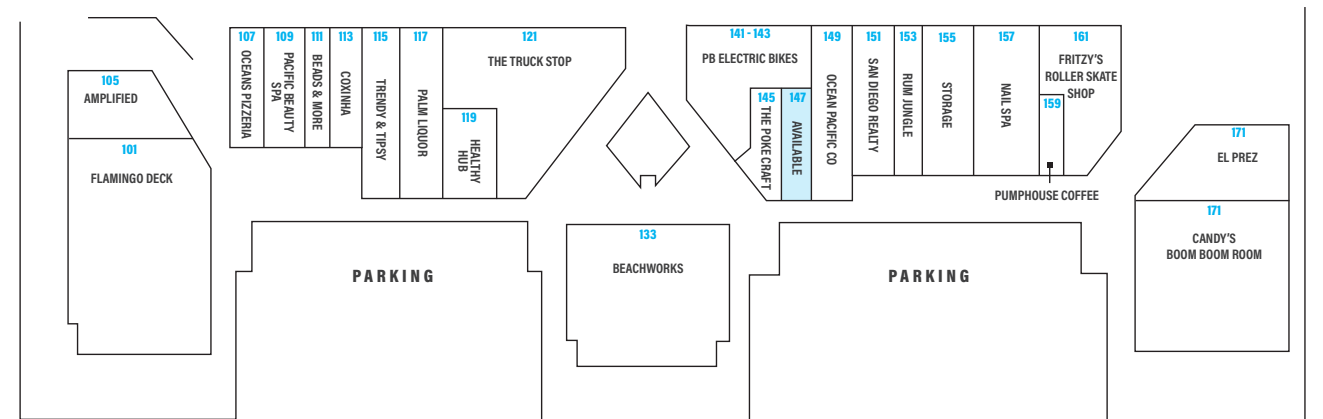 105
AMPLIFIED
101
FLAMINGO DECK
107
OCEANS PIZZERIA
109
PACIFIC BEAUTY
SPA
111
BEADS & MORE
113
COXINHA
115
TRENDY & TIPSY
117
PALM LIQUOR
121
THE TRUCK STOP
119
HEALTHY
HUB
PARKING
133
BEACHWORKS
141 - 143
PB ELECTRIC BIKES
145
THE POKE CRAFT
147
AVAILABLE
149
OCEAN PACIFIC CO
151
SAN DIEGO REALTY
153
RUM JUNGLE
155
STORAGE
157
NAIL SPA
161
FRITZY'S
ROLLER SKATE
SHOP
159
PUMPHOUSE COFFEE
PARKING
171
EL PREZ
171
CANDY'S
BOOM BOOM ROOM